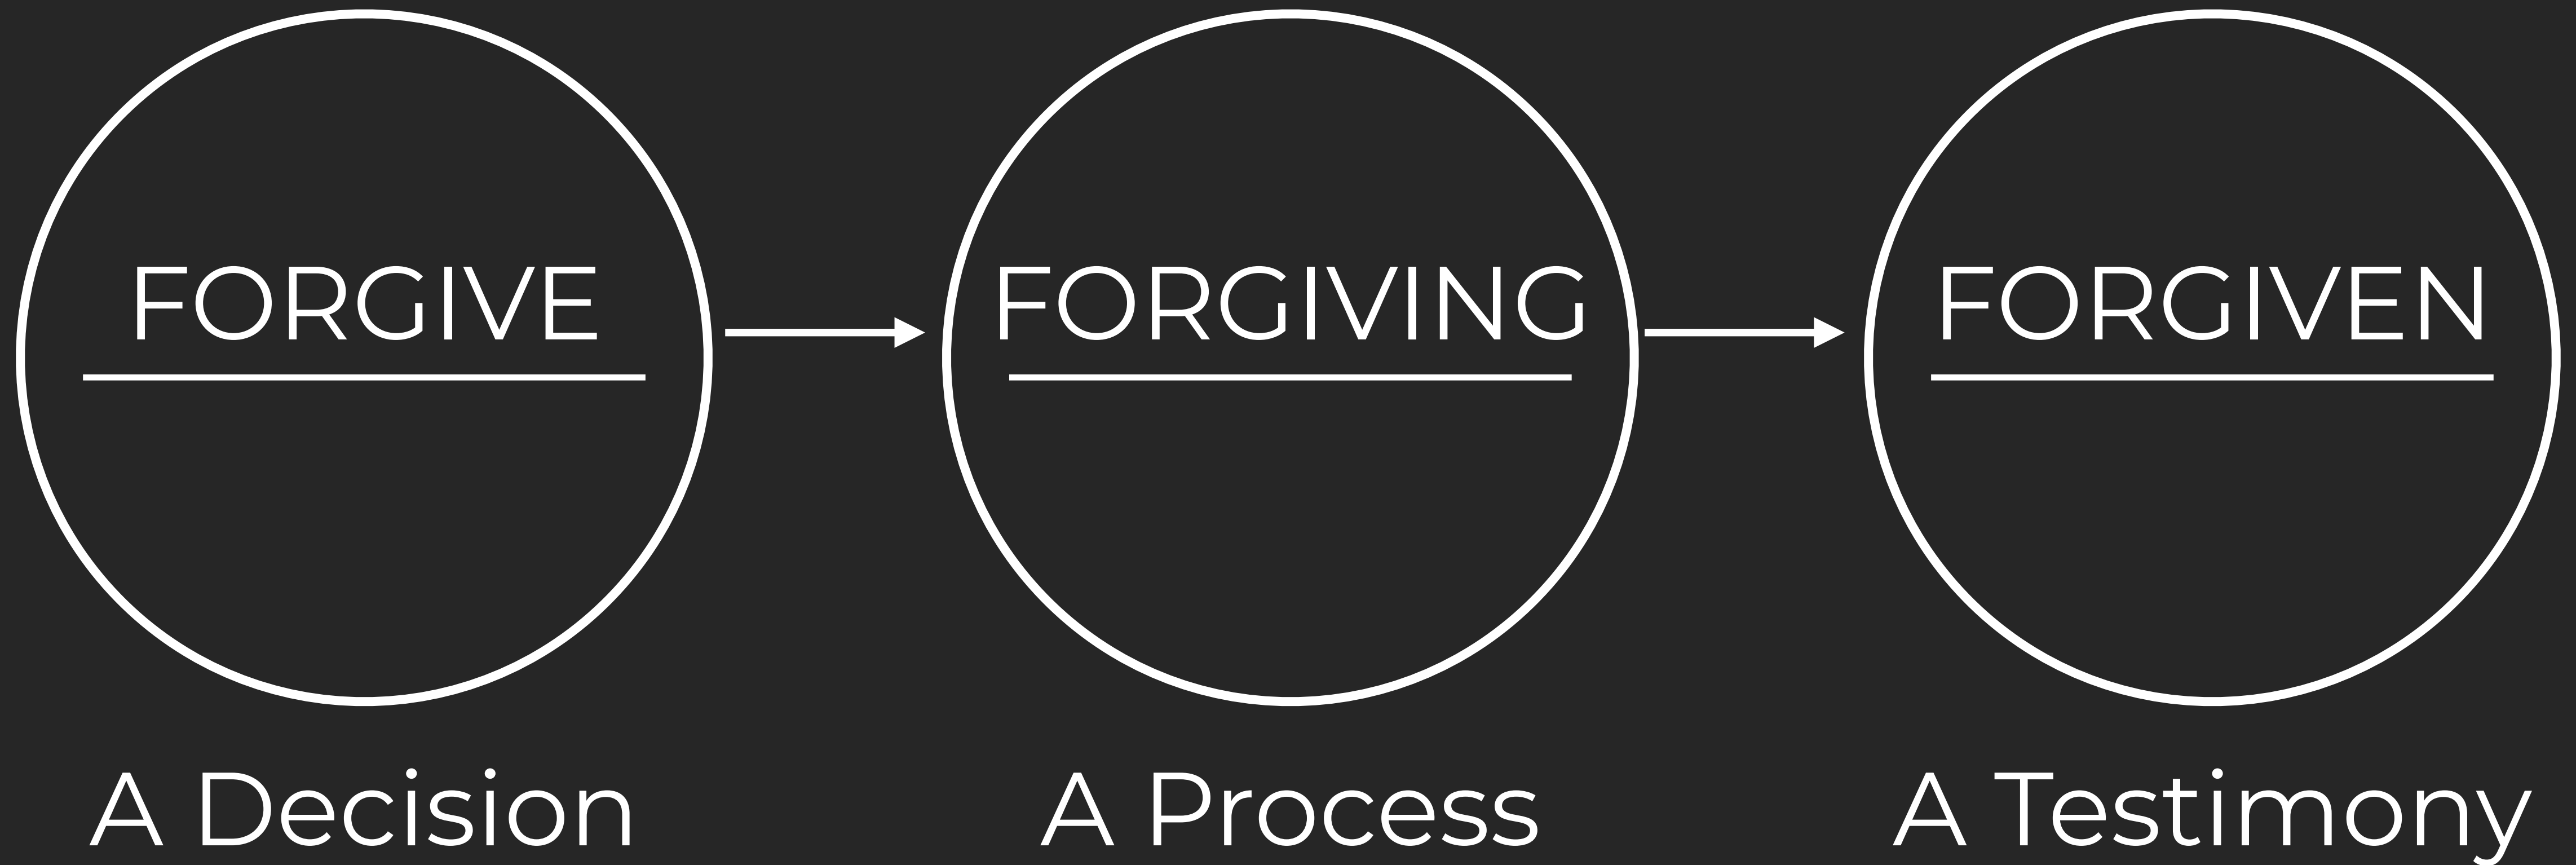 FORGIVE
FORGIVING
FORGIVEN
A Decision
A Process
A Testimony